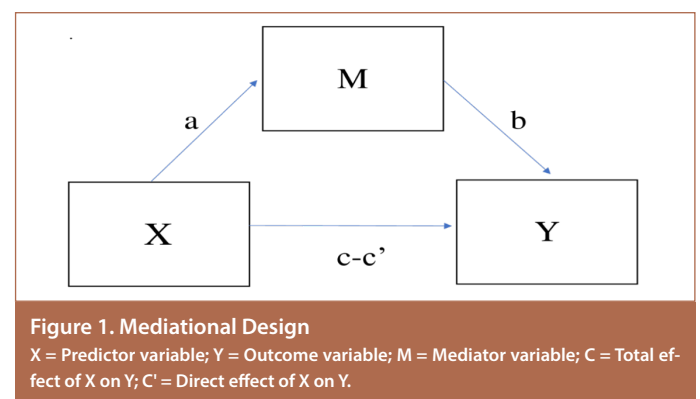 M
a
b
X
Y
c-c’
Figure 1. Mediational Design
X = Predictor variable; Y = Outcome variable; M = Mediator variable; C = Total ef-
fect of X on Y; C' = Direct effect of X on Y.